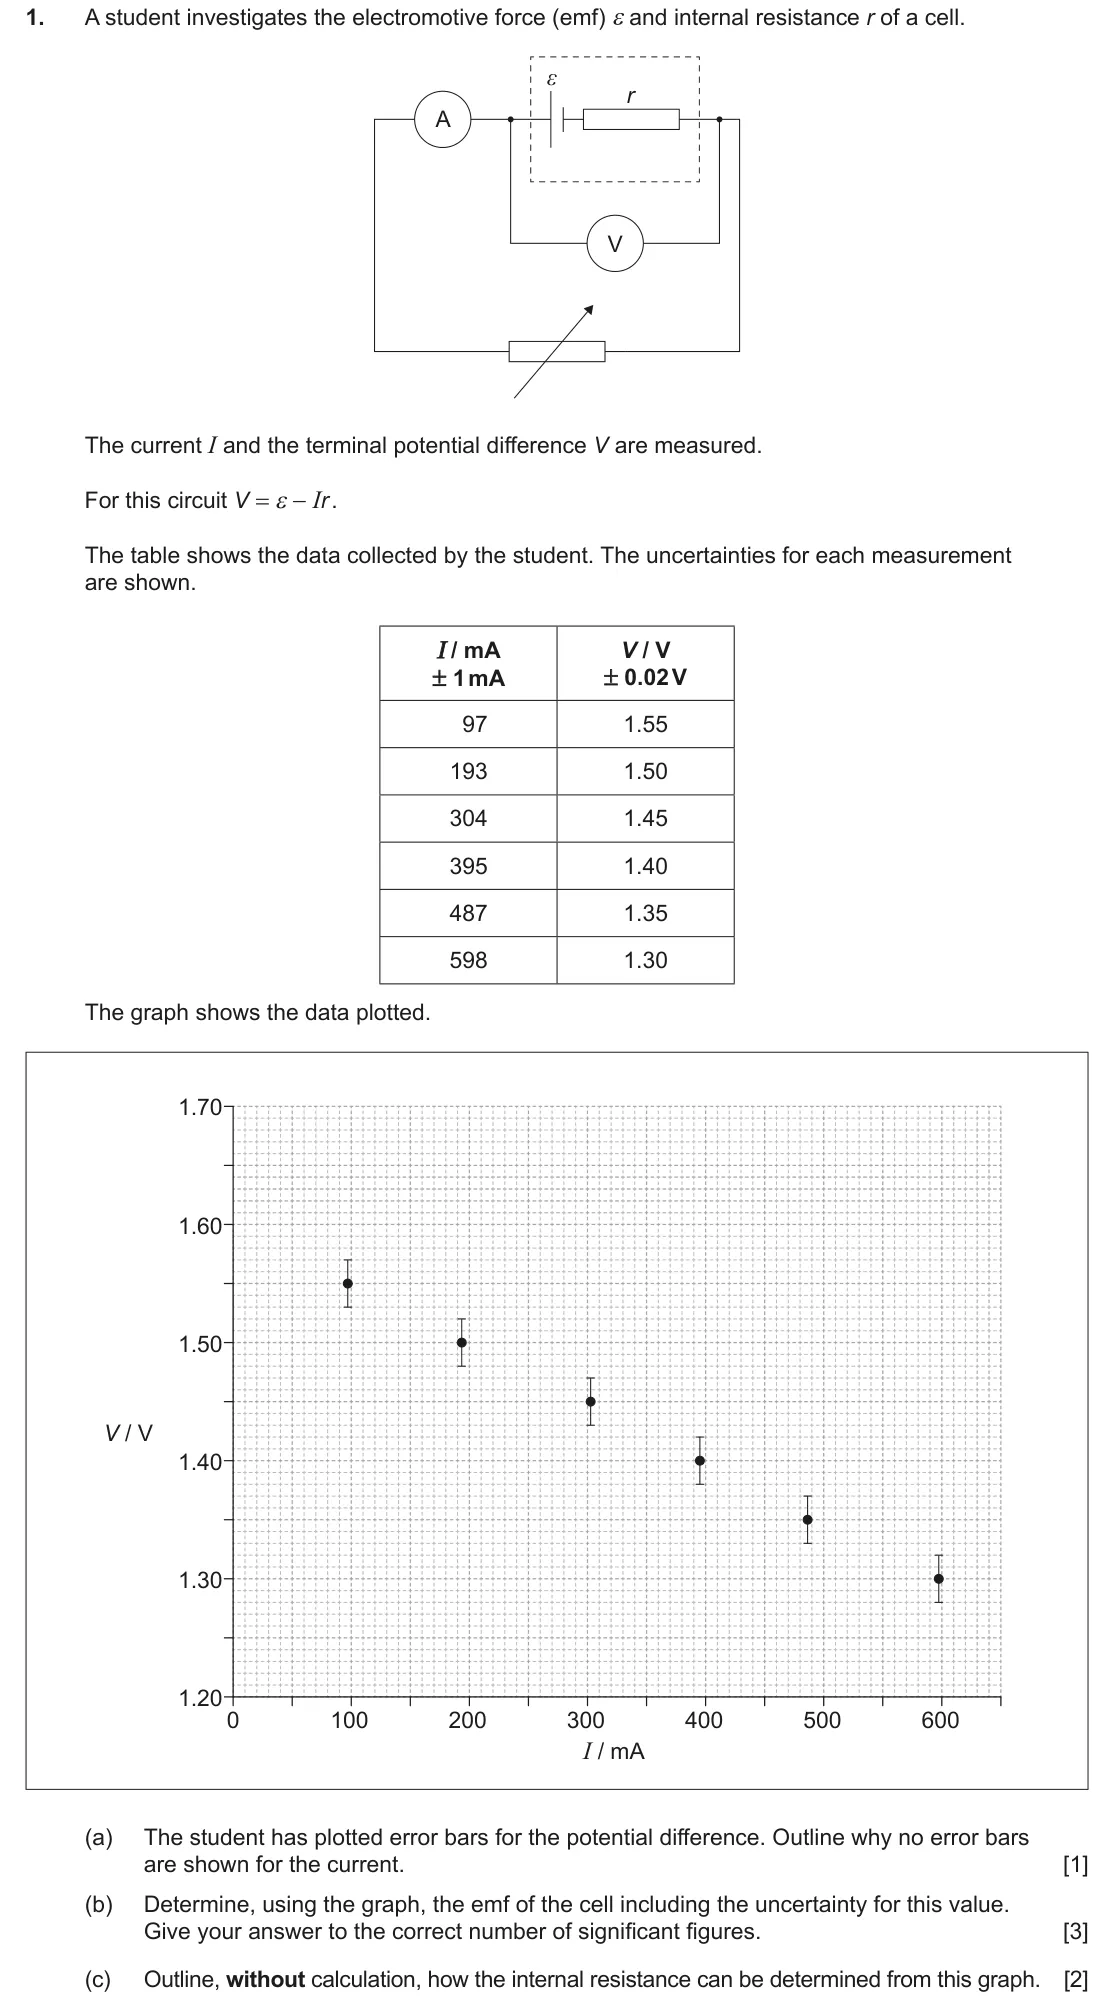 1. A student investigates the electromotive force (emf) ε and internal resistance r of a cell.
ε
r
A
V
The current I and the terminal potential difference V are measured.
For this circuit V = ε – Ir.
The table shows the data collected by the student. The uncertainties for each measurement
are shown.
I / mA V / V
± 1 mA ± 0.02 V
97 1.55
193 1.50
304 1.45
395 1.40
487 1.35
598 1.30
The graph shows the data plotted.
1.70
1.60
1.50
V / V
1.40
1.30
1.20
0 100 200 300 400 500 600
I / mA
(a) The student has plotted error bars for the potential difference. Outline why no error bars
are shown for the current. [1]
(b) Determine, using the graph, the emf of the cell including the uncertainty for this value.
Give your answer to the correct number of significant figures. [3]
(c) Outline, without calculation, how the internal resistance can be determined from this graph. [2]